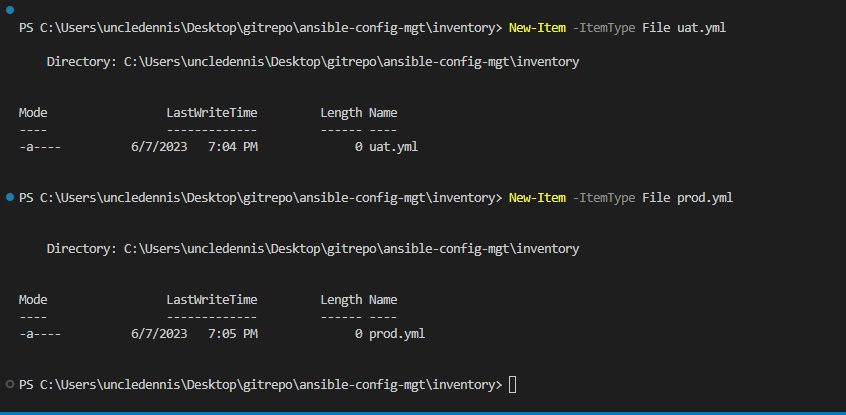 PS C:\Users\uncledennis\Desktop\gitrepo\ansible-config-mgt\inventory> New-Item -ItemType File uat.yml
Directory: C:\Users\uncledennis\Desktop\gitrepo\ansible-config-mgt\inventory
Mode                 LastWriteTime         Length Name
----                 -------------         ------ ----
-a----          6/7/2023   7:04 PM              0 uat.yml
PS C:\Users\uncledennis\Desktop\gitrepo\ansible-config-mgt\inventory> New-Item -ItemType File prod.yml
Directory: C:\Users\uncledennis\Desktop\gitrepo\ansible-config-mgt\inventory
Mode                 LastWriteTime         Length Name
----                 -------------         ------ ----
-a----          6/7/2023   7:05 PM              0 prod.yml
PS C:\Users\uncledennis\Desktop\gitrepo\ansible-config-mgt\inventory>